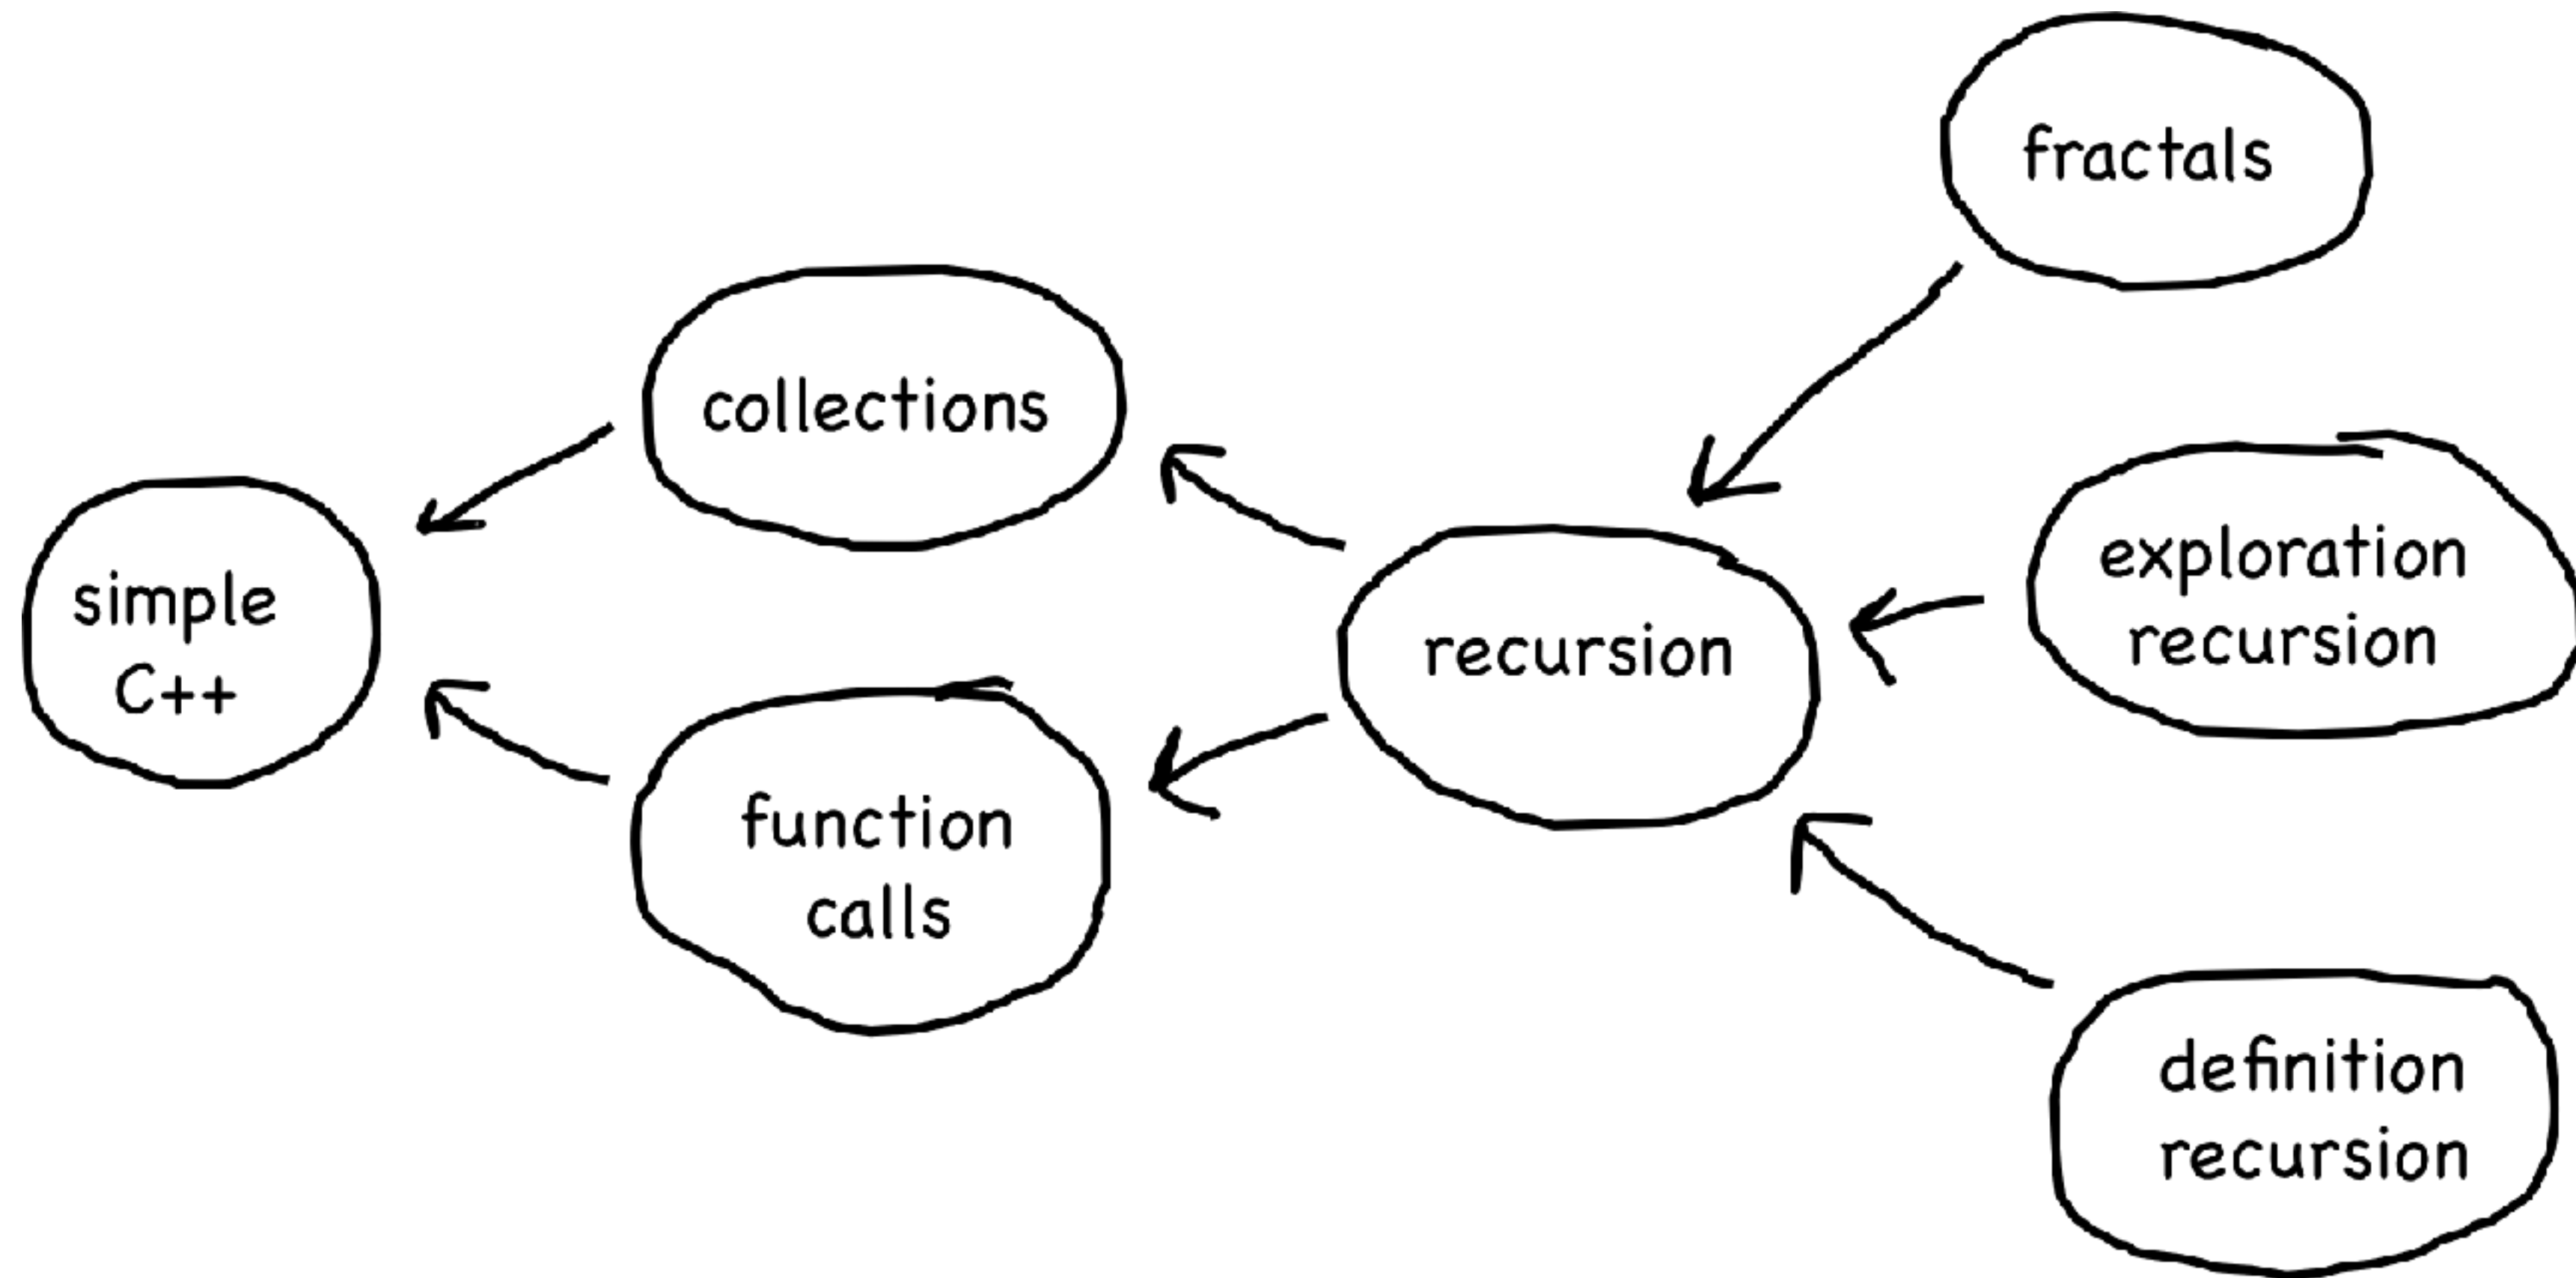 fractals
collections
exploration
recursion
simple
C++
recursion
function
calls
definition
recursion